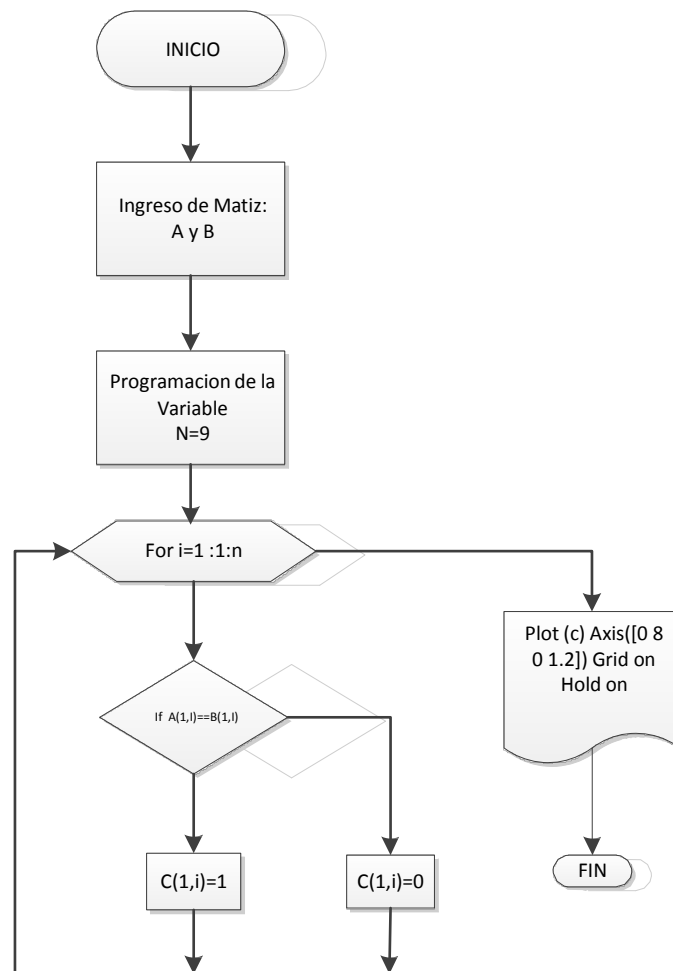 INICIO
Ingreso de Matiz:
A y B
Programacion de la
Variable
N=9
For i=1 :1:n
Plot (c) Axis([0 8
0 1.2]) Grid on
Hold on
If A(1,I)==B(1,I)
C(1,i)=1
C(1,i)=0
FIN